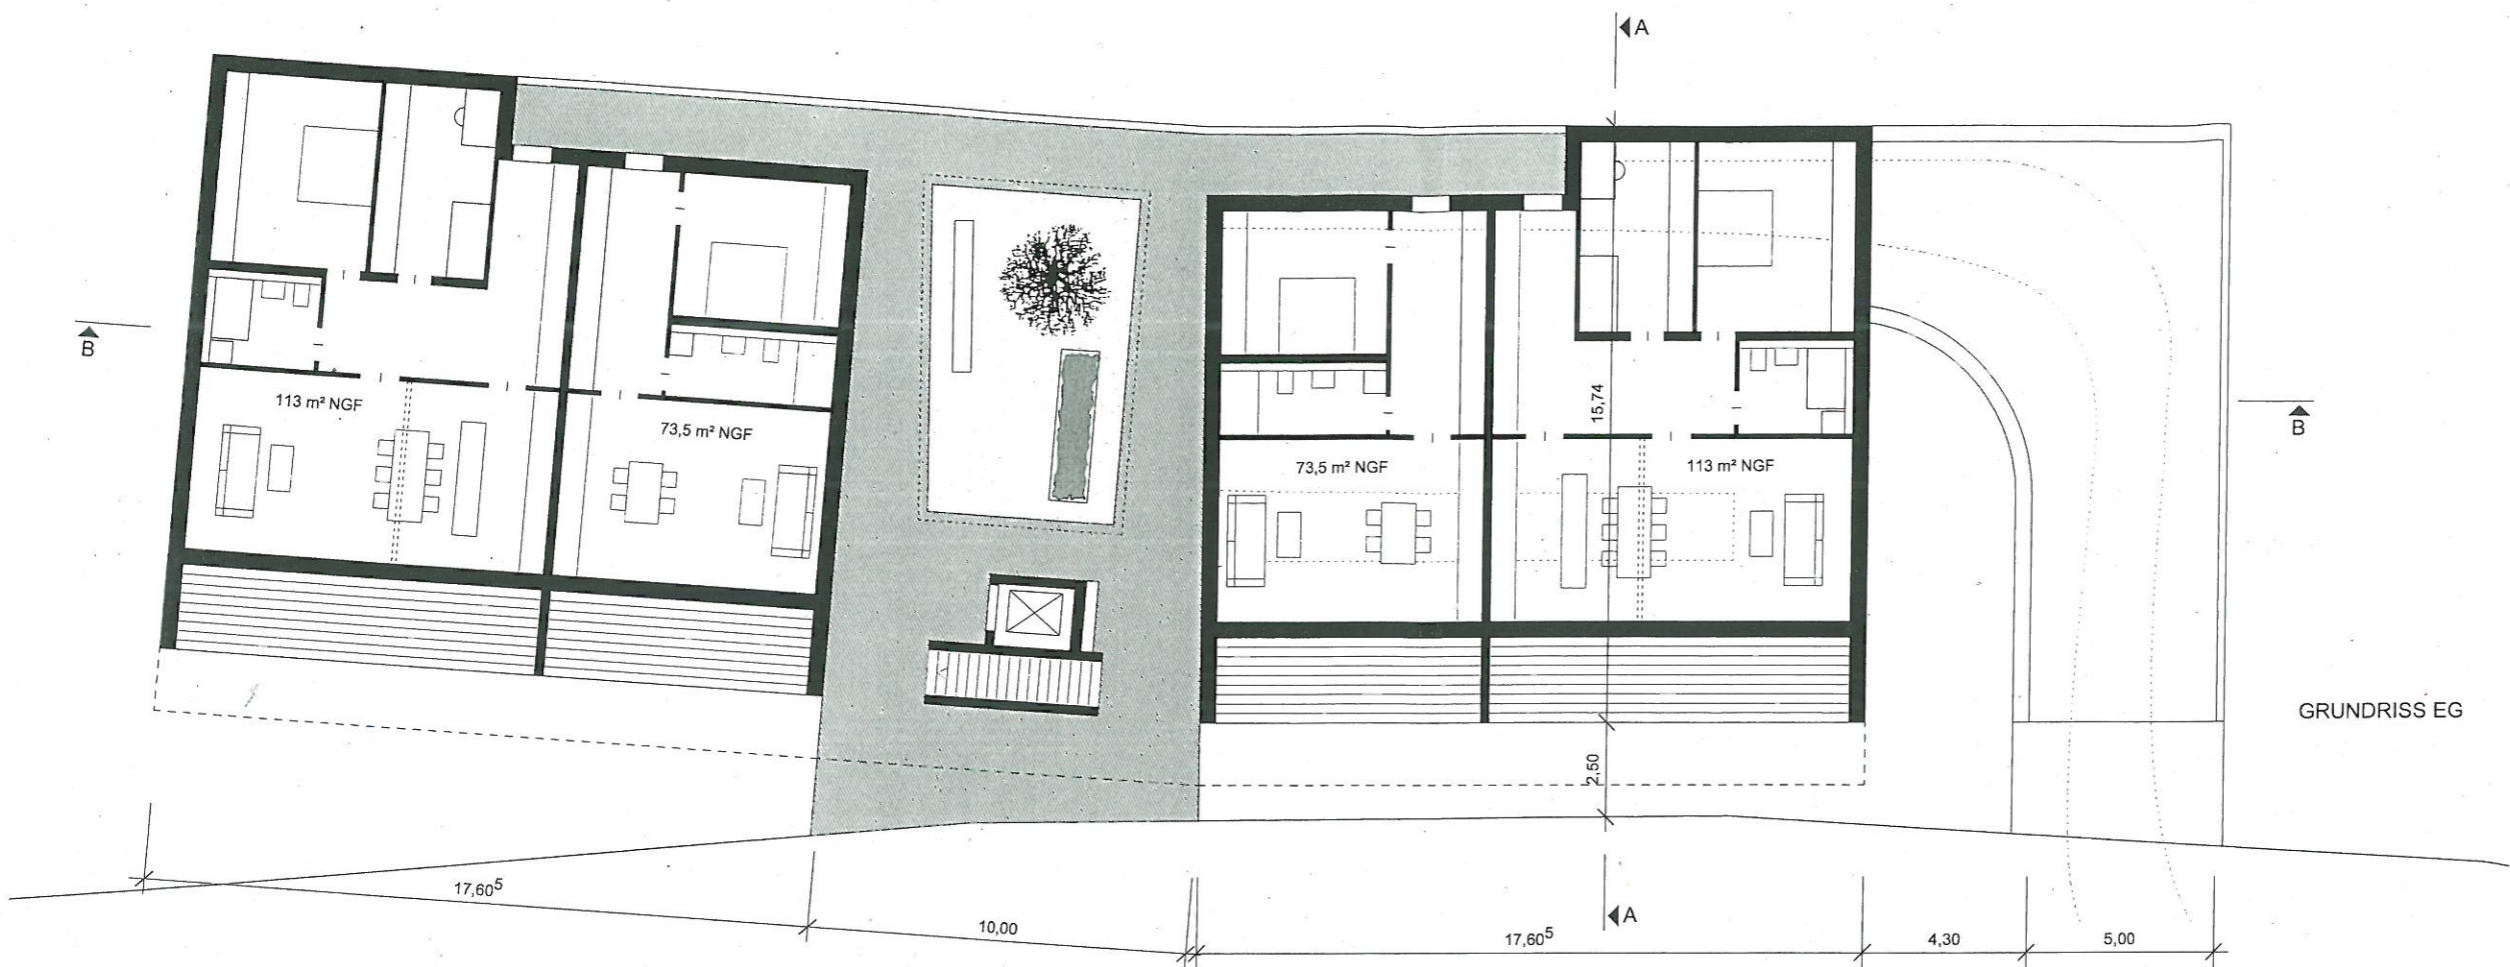 A
B
113 m² NGF
73,5 m² NGF
15,74
73,5 m² NGF
113 m² NGF
B
GRUNDRISS EG
2,50
17,60⁵
10,00
A
17,60⁵
4,30
5,00